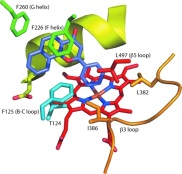 F260 (G helix)
F226 (F helix)
L497 (β5 loop)
L382
F125 (B-C loop)
T124
I386
β3 loop